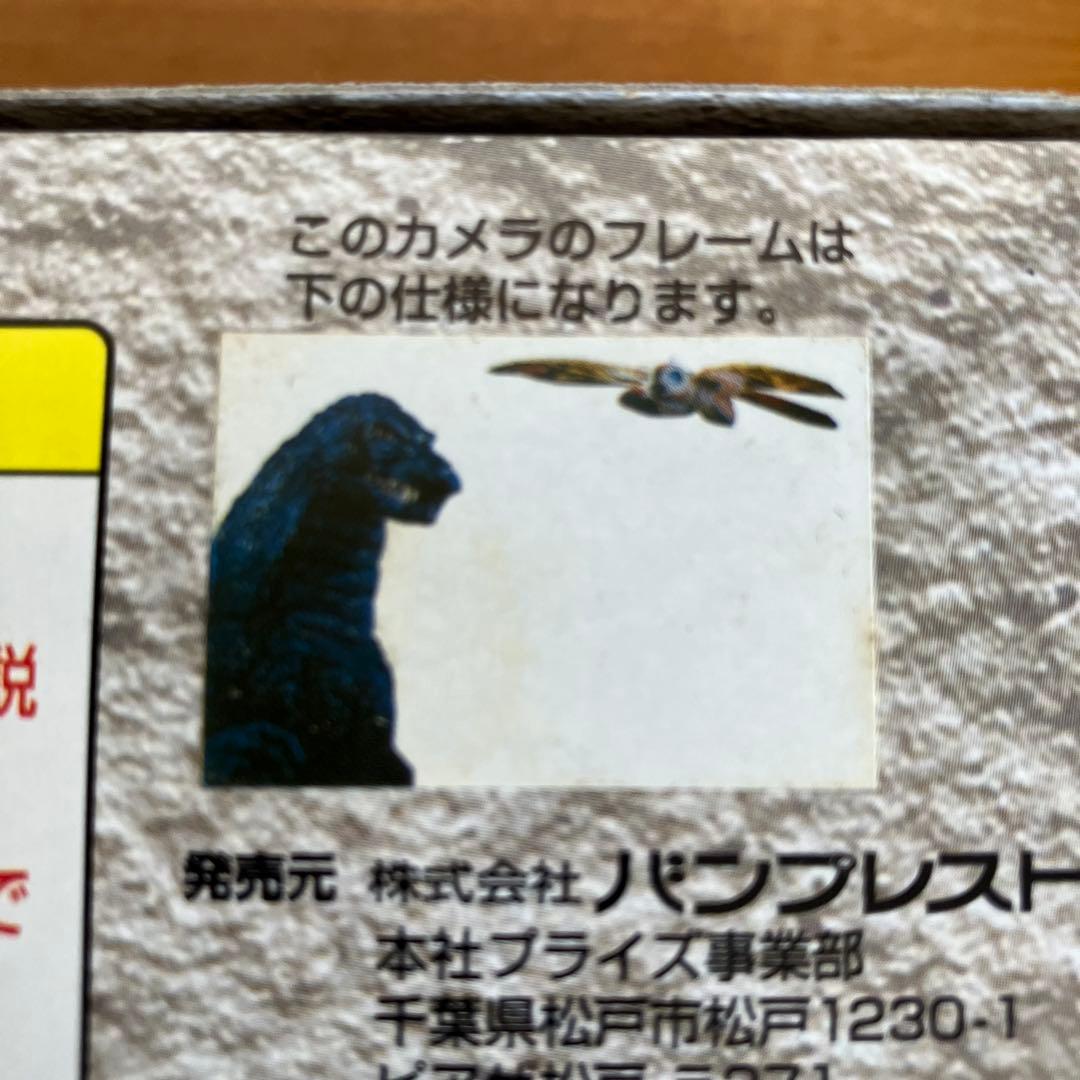 このカメラのフレームは
下の仕様になります。
説
で
発売元 株式会社 バンプレスト
本社プライズ事業部
千葉県松戸市松戸1230-1